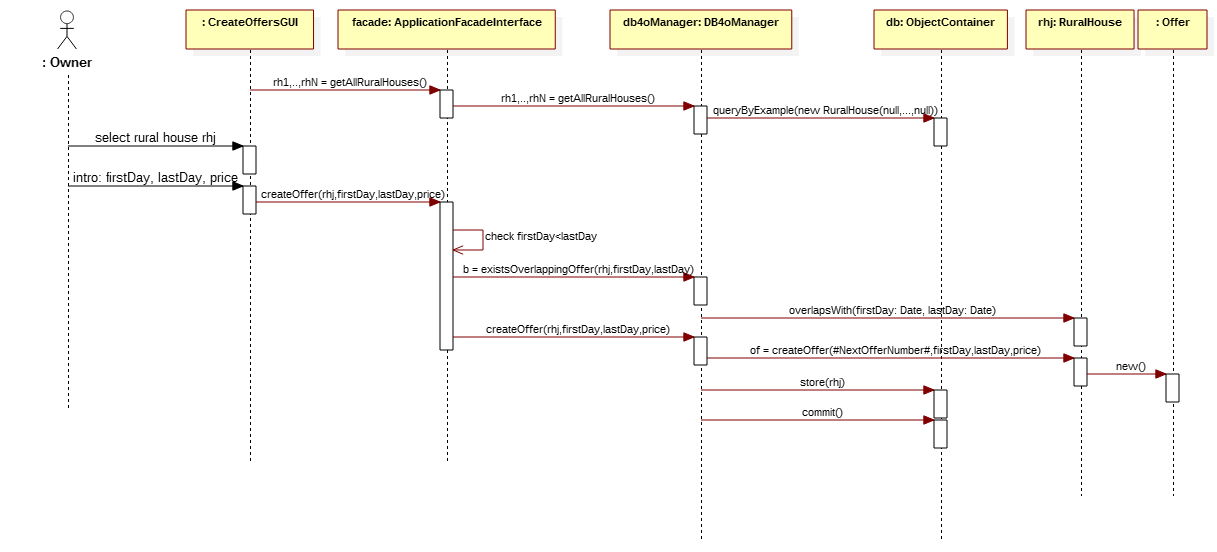 : CreateOffersGUI
facade: ApplicationFacadeInterface
db4oManager: DB4oManager
db: ObjectContainer
rhj: RuralHouse
: Offer
: Owner
rh1,..,rhN = getAllRuralHouses()
rh1,..,rhN = getAllRuralHouses()
queryByExample(new RuralHouse(null,...,null))
select rural house rhj
intro: firstDay, lastDay, price
createOffer(rhj,firstDay,lastDay,price)
check firstDay<lastDay
b = existsOverlappingOffer(rhj,firstDay,lastDay)
overlapsWith(firstDay: Date, lastDay: Date)
createOffer(rhj,firstDay,lastDay,price)
of = createOffer(#NextOfferNumber#,firstDay,lastDay,price)
new()
store(rhj)
commit()